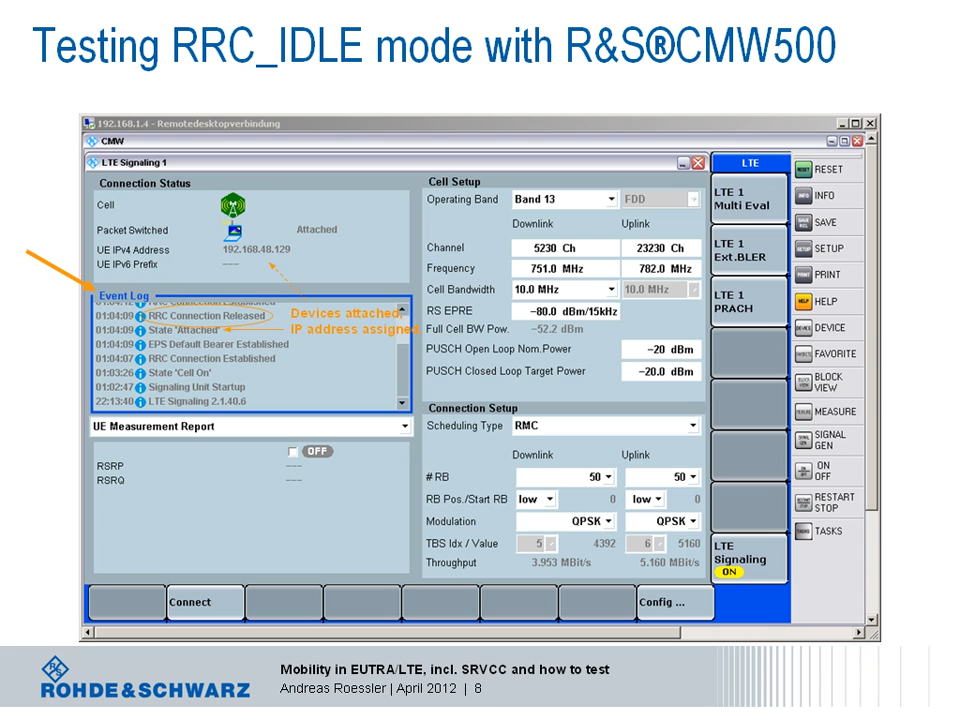 Testing RRC_IDLE mode with R&S®CMW500
192.168.1.4 - Remotedesktopverbindung
CMW
LTE Signaling 1
Connection Status
Cell
Packet Switched Attached
UE IPv4 Address 192.168.48.129
UE IPv6 Prefix ---
Event Log
01:04:12 RRC Connection Established
01:04:09 RRC Connection Released
01:04:09 State 'Attached'
01:04:09 EPS Default Bearer Established
01:04:07 RRC Connection Established
01:03:26 State 'Cell On'
01:02:47 Signaling Unit Startup
22:13:40 LTE Signaling 2.1.40.6
Devices attached,
IP address assigned
UE Measurement Report
OFF
RSRP ---
RSRQ ---
Cell Setup
Operating Band Band 13 FDD
Downlink Uplink
Channel 5230 Ch 23230 Ch
Frequency 751.0 MHz 782.0 MHz
Cell Bandwidth 10.0 MHz 10.0 MHz
RS EPRE -80.0 dBm/15kHz
Full Cell BW Pow. -52.2 dBm
PUSCH Open Loop Nom.Power -20 dBm
PUSCH Closed Loop Target Power -20.0 dBm
Connection Setup
Scheduling Type RMC
Downlink Uplink
# RB 50 50
RB Pos./Start RB low 0 low 0
Modulation QPSK QPSK
TBS Idx / Value 5 4392 6 5160
Throughput 3.953 MBit/s 5.160 MBit/s
LTE
LTE 1
Multi Eval
LTE 1
Ext.BLER
LTE 1
PRACH
LTE
Signaling
ON
RESET
INFO
SAVE
SETUP
PRINT
HELP
DEVICE
FAVORITE
BLOCK
VIEW
MEASURE
SIGNAL
GEN
ON
OFF
RESTART
STOP
TASKS
Connect
Config ...
R&S
ROHDE & SCHWARZ
Mobility in EUTRA/LTE, incl. SRVCC and how to test
Andreas Roessler | April 2012 | 8